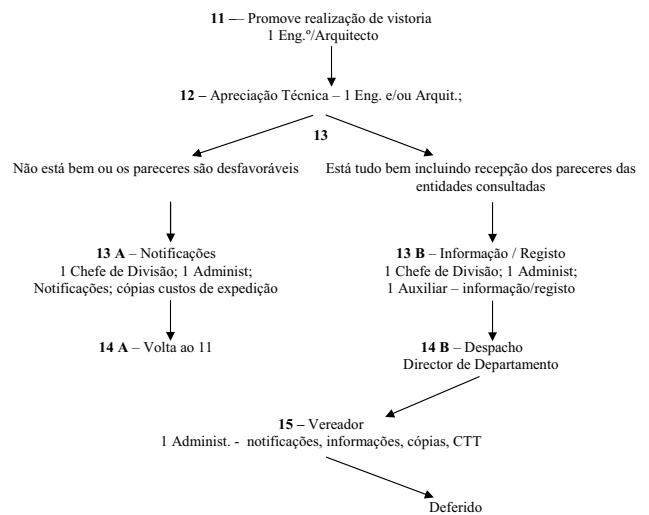 11 –– Promove realização de vistoria
1 Eng.º/Arquitecto
12 – Apreciação Técnica – 1 Eng. e/ou Arquit.;
13
Não está bem ou os pareceres são desfavoráveis
Está tudo bem incluindo recepção dos pareceres das
entidades consultadas
13 A – Notificações
1 Chefe de Divisão; 1 Administ;
Notificações; cópias custos de expedição
13 B – Informação / Registo
1 Chefe de Divisão; 1 Administ;
1 Auxiliar – informação/registo
14 A – Volta ao 11
14 B – Despacho
Director de Departamento
15 – Vereador
1 Administ. - notificações, informações, cópias, CTT
Deferido